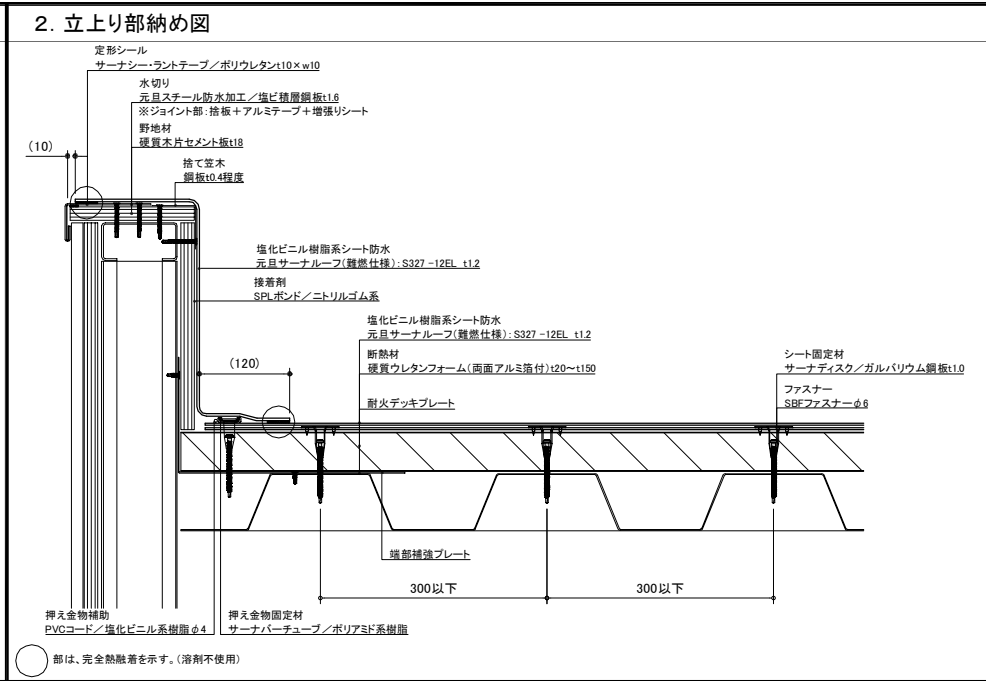 2. 立上り部納め図
定形シール
サーナシー・ラントテープ/ポリウレタンt10×w10
水切り
元旦スチール防水加工/塩ビ積層鋼板t1.6
※ジョイント部:捨板+アルミテープ+増張りシート
野地材
硬質木片セメント板t18
(10)
捨て笠木
鋼板t0.4程度
塩化ビニル樹脂系シート防水
元旦サーナルーフ(難燃仕様):S327 -12EL t1.2
接着剤
SPLボンド/ニトリルゴム系
塩化ビニル樹脂系シート防水
元旦サーナルーフ(難燃仕様):S327 -12EL t1.2
断熱材
硬質ウレタンフォーム(両面アルミ箔付)t20~t150
耐火デッキプレート
(120)
シート固定材
サーナディスク/ガルバリウム鋼板t1.0
ファスナー
SBFファスナーφ6
端部補強プレート
300以下
300以下
押え金物補助
PVCコード/塩化ビニル系樹脂φ4
押え金物固定材
サーナバーチューブ/ポリアミド系樹脂
部は、完全熱融着を示す。(溶剤不使用)